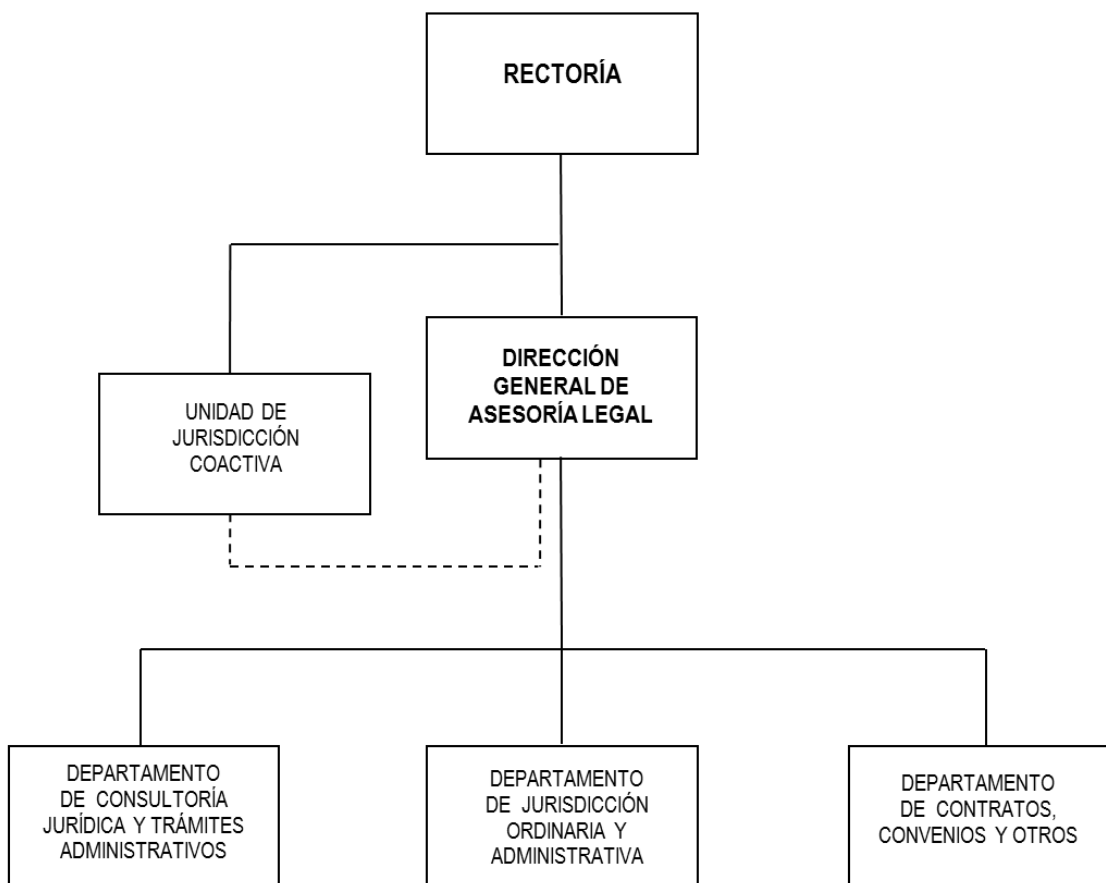 RECTORÍA
DIRECCIÓN
GENERAL DE
ASESORÍA LEGAL
UNIDAD DE
JURISDICCIÓN
COACTIVA
DEPARTAMENTO
DE CONSULTORÍA
JURÍDICA Y TRÁMITES
ADMINISTRATIVOS
DEPARTAMENTO
DE JURISDICCIÓN
ORDINARIA Y
ADMINISTRATIVA
DEPARTAMENTO
DE CONTRATOS,
CONVENIOS Y OTROS